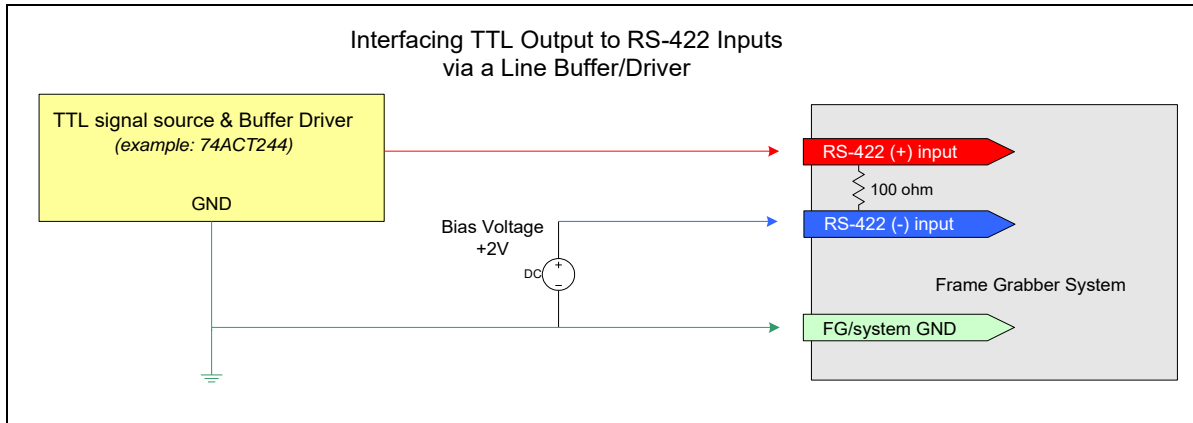 Interfacing TTL Output to RS-422 Inputs
via a Line Buffer/Driver
TTL signal source & Buffer Driver
(example: 74ACT244)
GND
Bias Voltage
+2V
DC
+
−
RS-422 (+) input
100 ohm
RS-422 (-) input
Frame Grabber System
FG/system GND